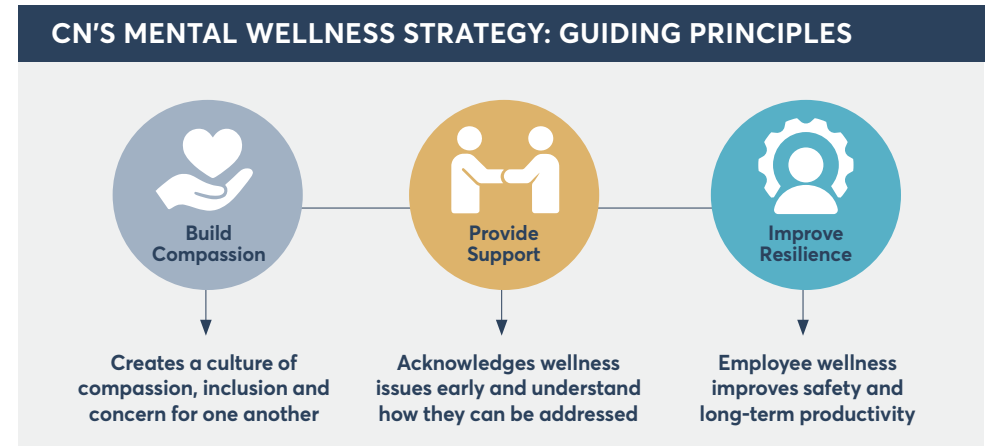 CN'S MENTAL WELLNESS STRATEGY: GUIDING PRINCIPLES
Build
Compassion
Provide
Support
Improve
Resilience
Creates a culture of
compassion, inclusion and
concern for one another
Acknowledges wellness
issues early and understand
how they can be addressed
Employee wellness
improves safety and
long-term productivity